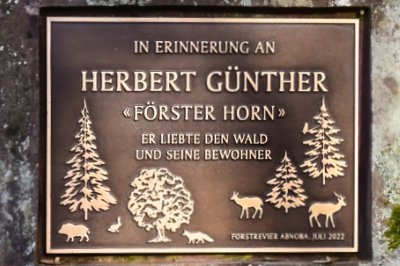 IN ERINNERUNG AN
HERBERT GÜNTHER
«FÖRSTER HORN»
ER LIEBTE DEN WALD
UND SEINE BEWOHNER
FORSTREVIER ABNOBA, JULI 2022